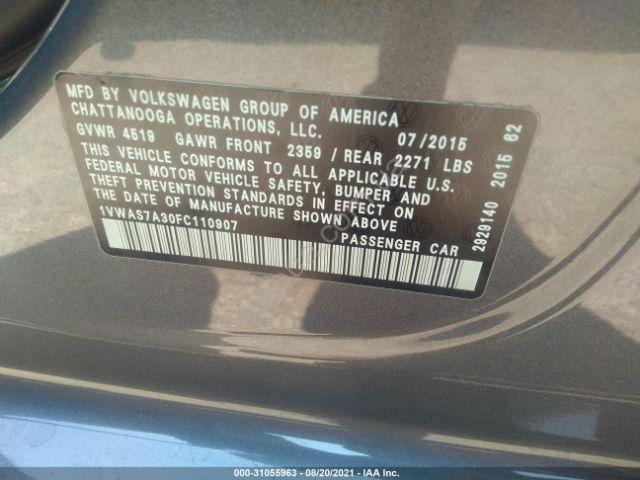 MFD BY VOLKSWAGEN GROUP OF AMERICA
CHATTANOOGA OPERATIONS, LLC.
07/2015
GVWR 4519 GAWR FRONT 2359 / REAR 2271 LBS
THIS VEHICLE CONFORMS TO ALL APPLICABLE U.S.
FEDERAL MOTOR VEHICLE SAFETY, BUMPER AND
THEFT PREVENTION STANDARDS IN EFFECT ON
THE DATE OF MANUFACTURE SHOWN ABOVE
1VWAS7A30FC110907
PASSENGER CAR
2929140 2015 62
000-31055963 - 08/20/2021 - IAA Inc.